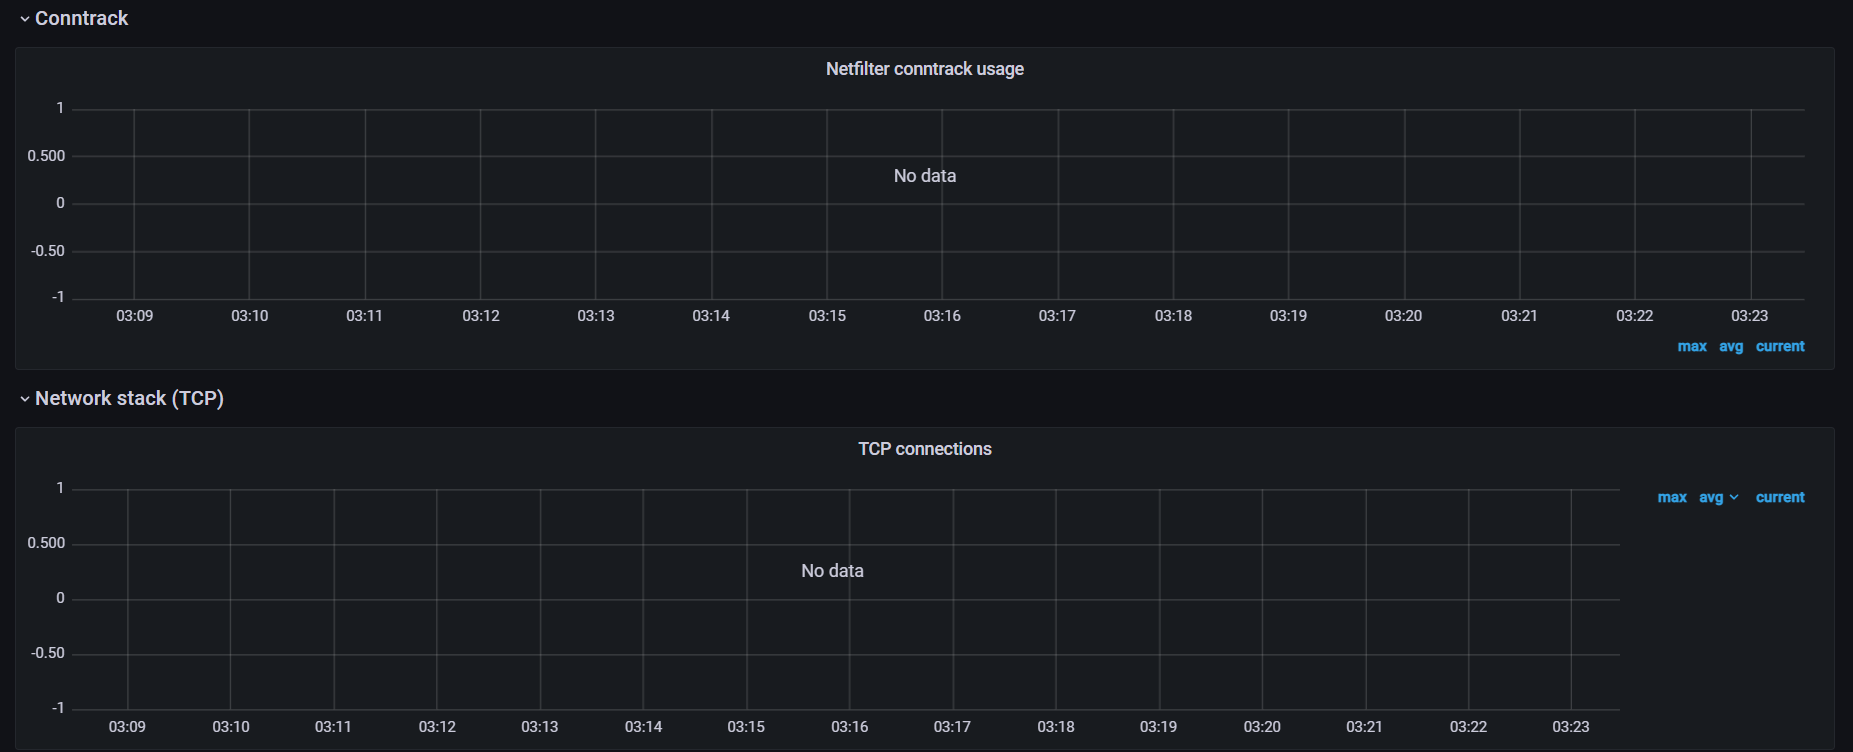 Conntrack
Netfilter conntrack usage
1
0.500
No data
0
-0.50
-1
03:09 03:10 03:11 03:12 03:13 03:14 03:15 03:16 03:17 03:18 03:19 03:20 03:21 03:22 03:23
max avg current
Network stack (TCP)
TCP connections
1
max avg current
0.500
No data
0
-0.50
-1
03:09 03:10 03:11 03:12 03:13 03:14 03:15 03:16 03:17 03:18 03:19 03:20 03:21 03:22 03:23